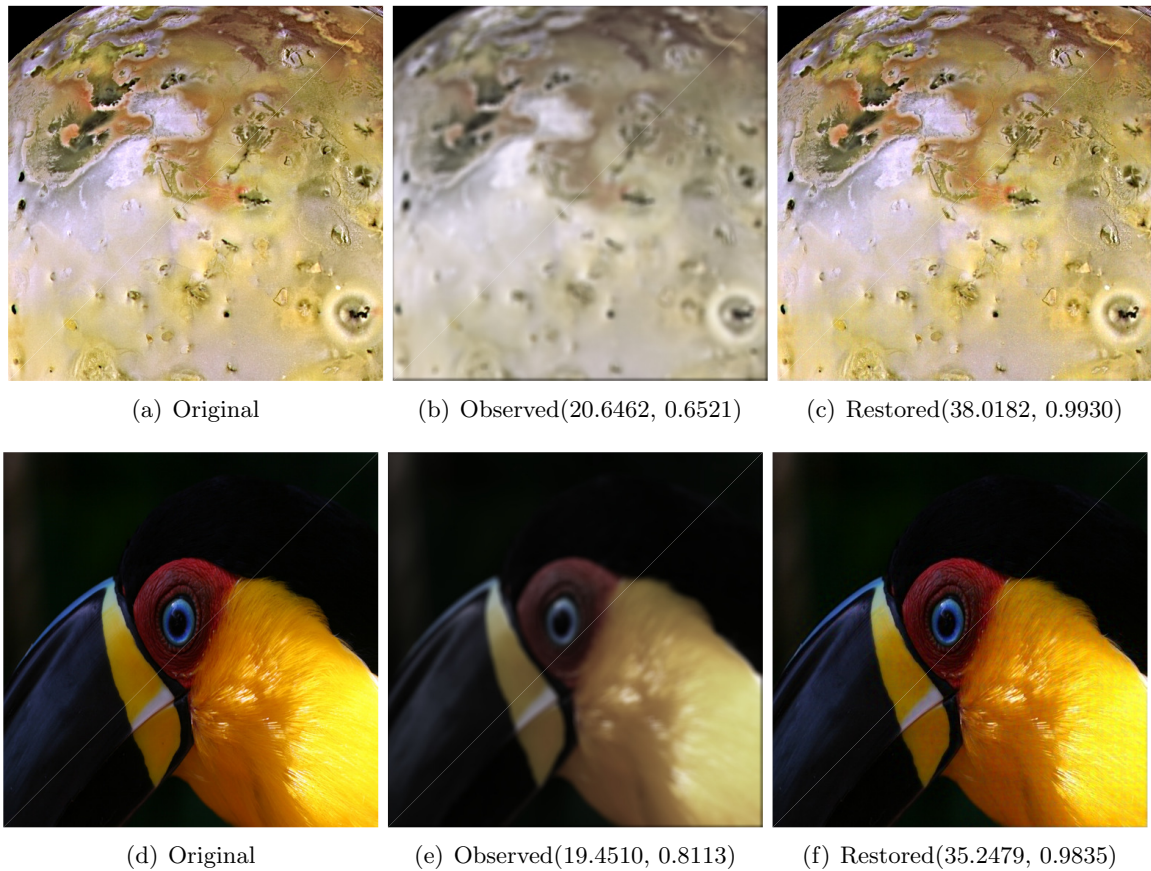 (a) Original
(b) Observed(20.6462, 0.6521)
(c) Restored(38.0182, 0.9930)
(d) Original
(e) Observed(19.4510, 0.8113)
(f) Restored(35.2479, 0.9835)